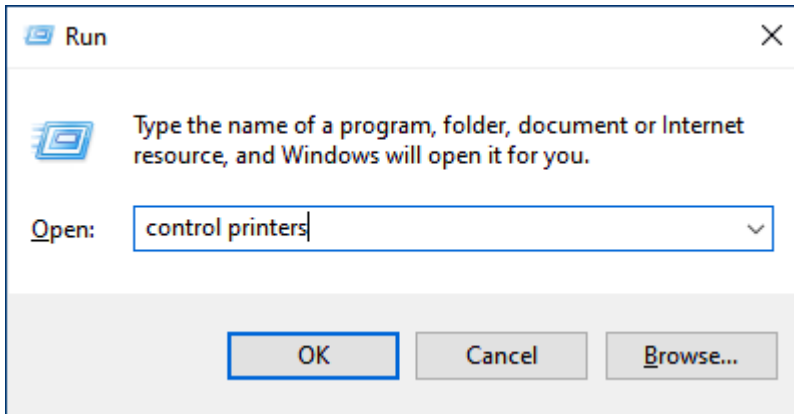 Run
Type the name of a program, folder, document or Internet
resource, and Windows will open it for you.
Open: control printers
OK Cancel Browse...